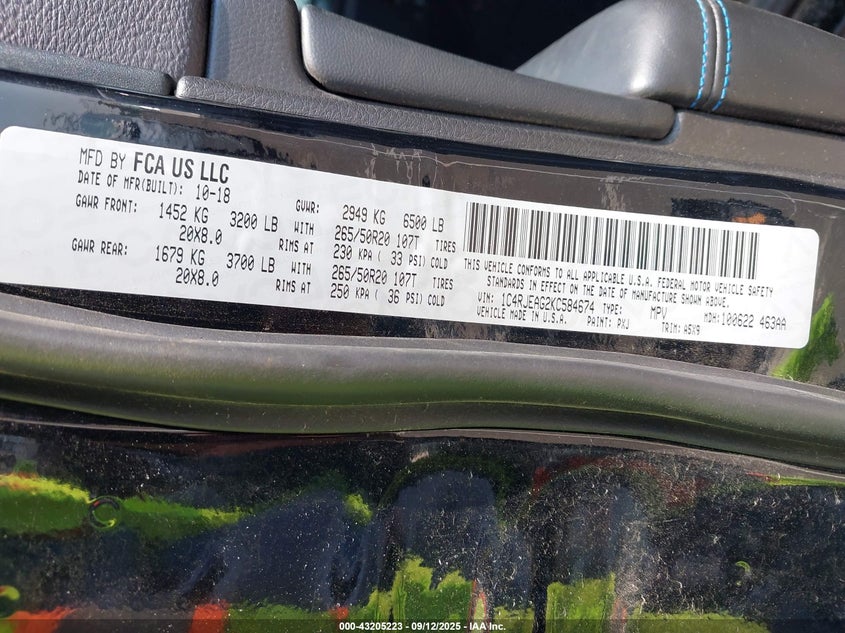 MFD BY FCA US LLC
DATE OF MFR(BUILT): 10-18 GVWR: 2949 KG 6500 LB
GAWR FRONT: 1452 KG 3200 LB WITH 265/50R20 107T TIRES
20X8.0 RIMS AT 230 KPA ( 33 PSI) COLD
GAWR REAR: 1679 KG 3700 LB WITH 265/50R20 107T TIRES
20X8.0 RIMS AT 250 KPA ( 36 PSI) COLD
THIS VEHICLE CONFORMS TO ALL APPLICABLE U.S.A. FEDERAL MOTOR VEHICLE SAFETY
STANDARDS IN EFFECT ON THE DATE OF MANUFACTURE SHOWN ABOVE.
VIN: 1C4RJEAG2KC584674 TYPE: MPV MDH: 100622 463AA
VEHICLE MADE IN U.S.A. PAINT: PXJ TRIM: A5X9
000-43205223 - 09/12/2025 - IAA Inc.